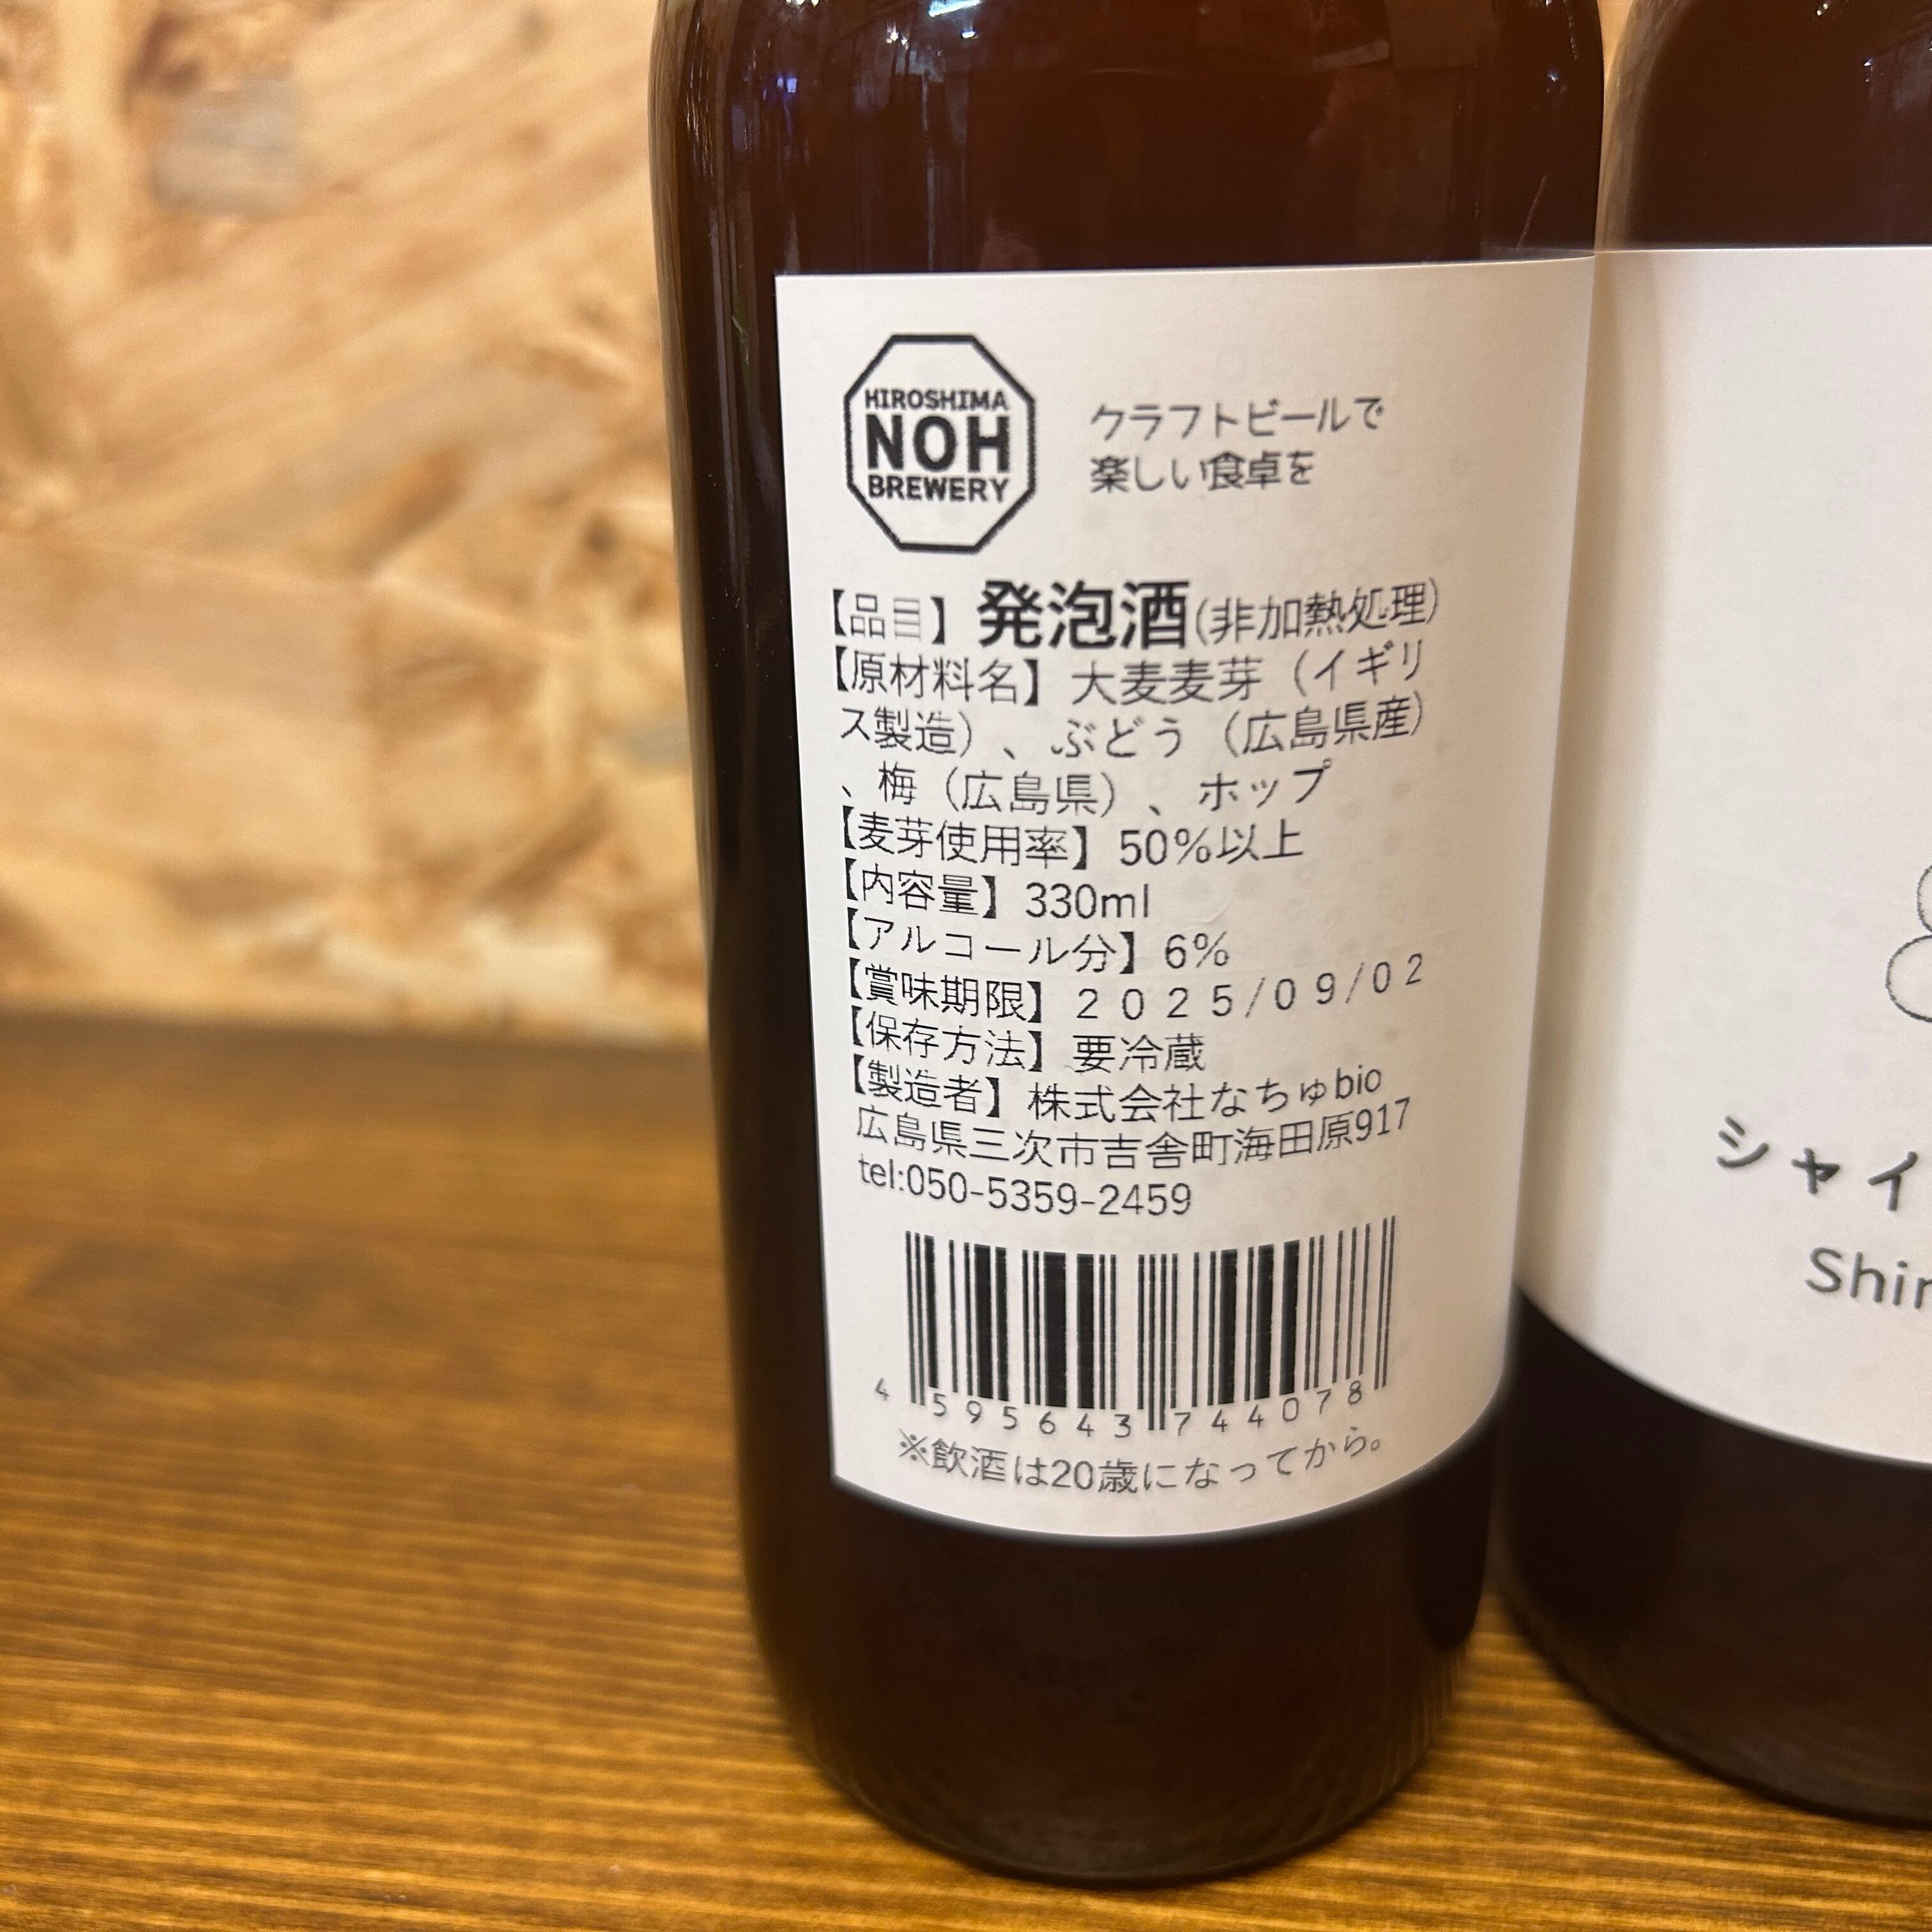 HIROSHIMA
NOH
BREWERY
クラフトビールで
楽しい食卓を
【品目】発泡酒(非加熱処理)
【原材料名】大麦麦芽（イギリ
ス製造）、ぶどう（広島県産）
、梅（広島県）、ホップ
【麦芽使用率】50%以上
【内容量】330ml
【アルコール分】6%
【賞味期限】２０２５/０９/０２
【保存方法】要冷蔵
【製造者】株式会社なちゅbio
広島県三次市吉舎町海田原917
tel:050-5359-2459
4 595643 744078
※飲酒は20歳になってから。
シャイ
Shin